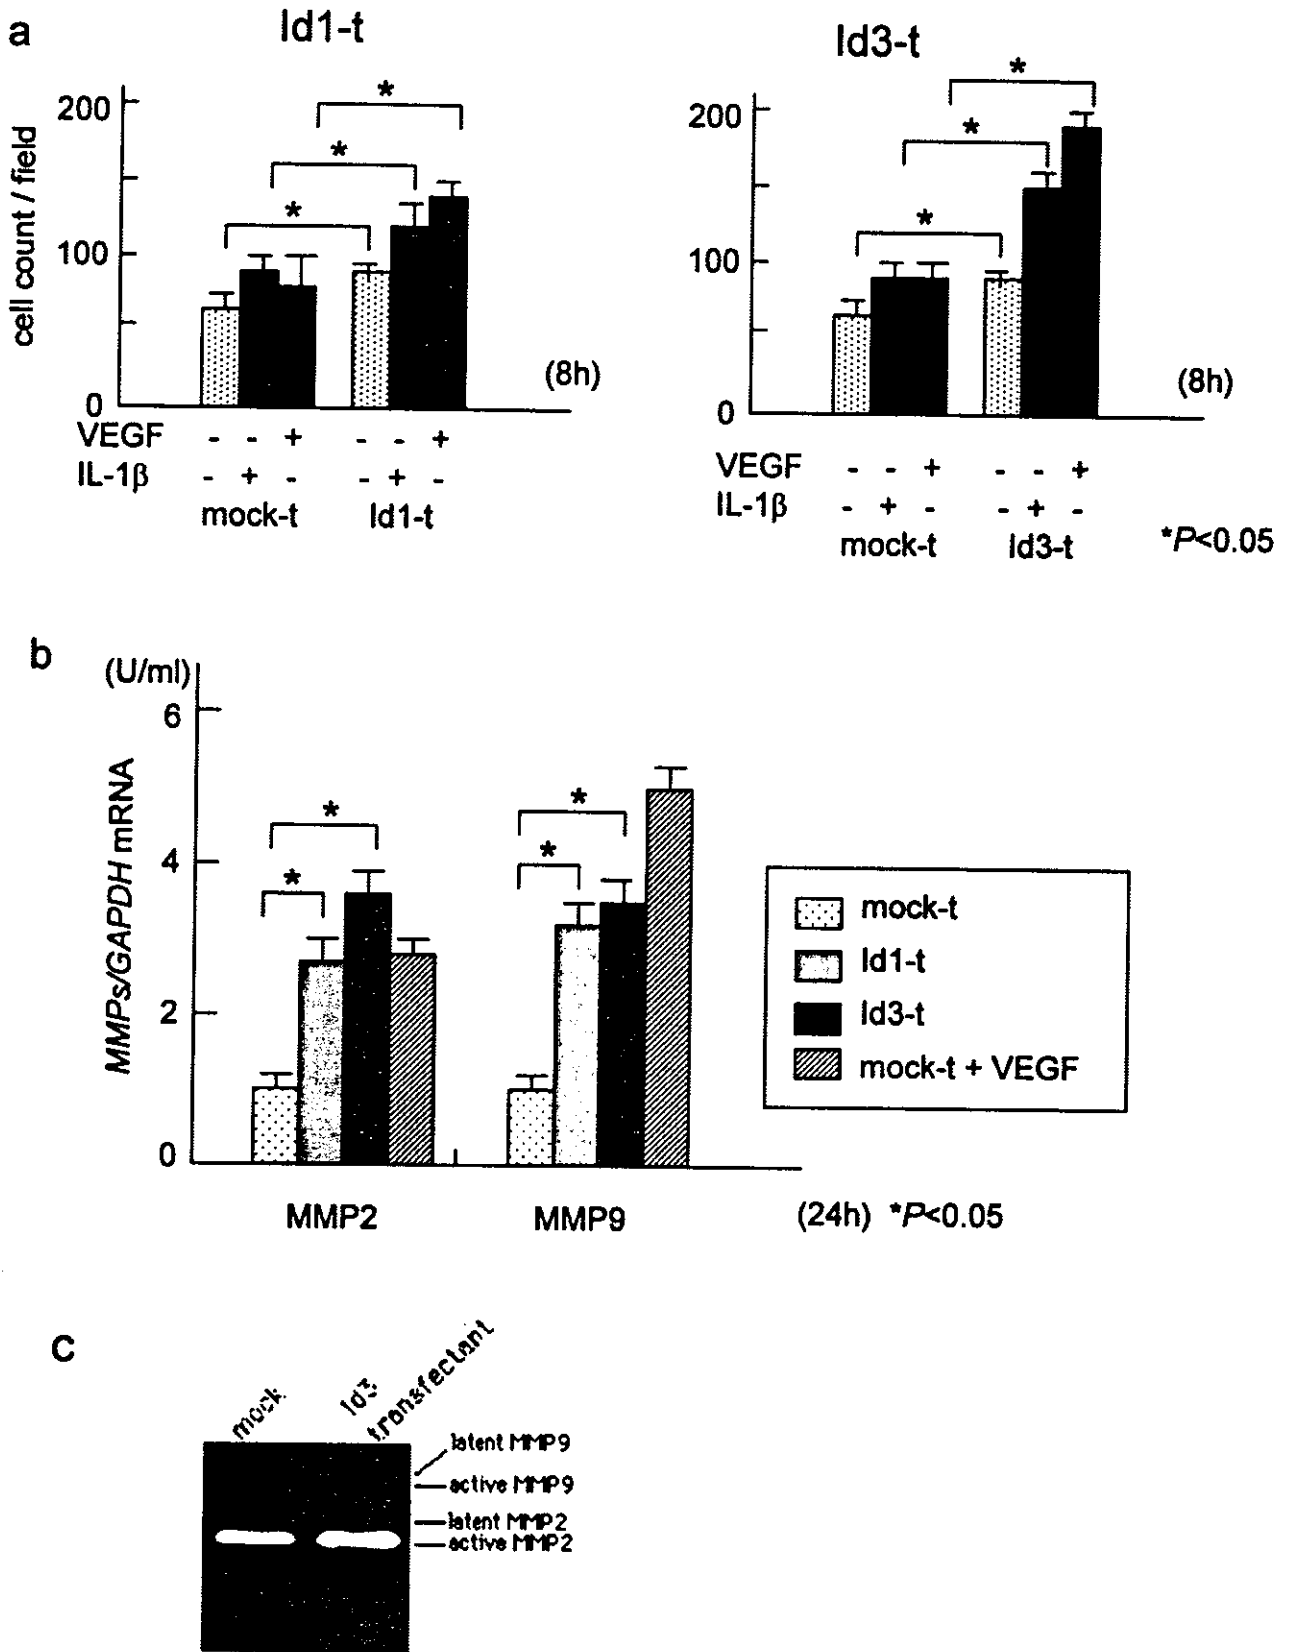 a
Id1-t
cell count / field
200
100
0
*
*
*
(8h)
VEGF - - + - - +
IL-1β - + - - + -
mock-t Id1-t
Id3-t
200
100
0
*
*
*
(8h)
VEGF - - + - - +
IL-1β - + - - + -
mock-t Id3-t
*P<0.05
b
(U/ml)
MMPs/GAPDH mRNA
6
4
2
0
* *
* *
MMP2 MMP9
(24h) *P<0.05
mock-t
Id1-t
Id3-t
mock-t + VEGF
c
mock
Id3
transfectant
latent MMP9
active MMP9
latent MMP2
active MMP2